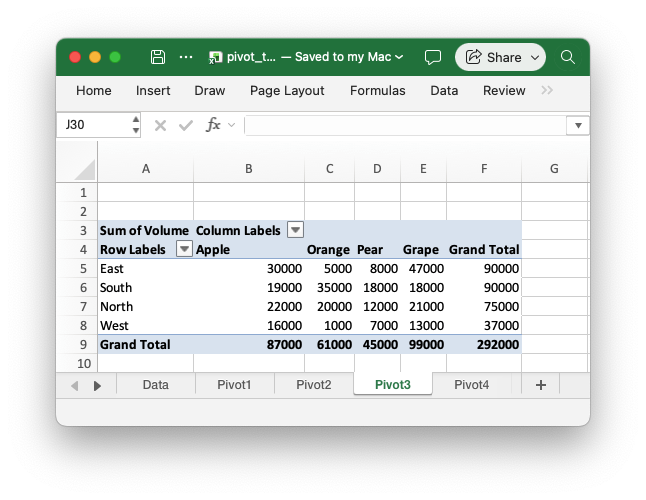 pivot_t... — Saved to my Mac
Share
Home Insert Draw Page Layout Formulas Data Review
J30 fx
A B C D E F G
1
2
3 Sum of Volume Column Labels
4 Row Labels Apple Orange Pear Grape Grand Total
5 East 30000 5000 8000 47000 90000
6 South 19000 35000 18000 18000 90000
7 North 22000 20000 12000 21000 75000
8 West 16000 1000 7000 13000 37000
9 Grand Total 87000 61000 45000 99000 292000
10
Data Pivot1 Pivot2 Pivot3 Pivot4 +